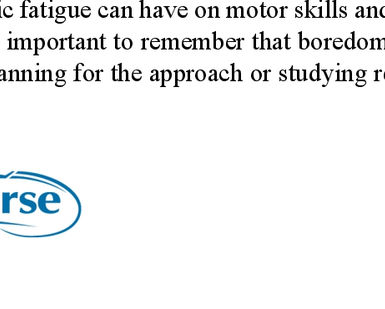 ic fatigue can have on motor skills and
important to remember that boredom
anning for the approach or studying re
rse